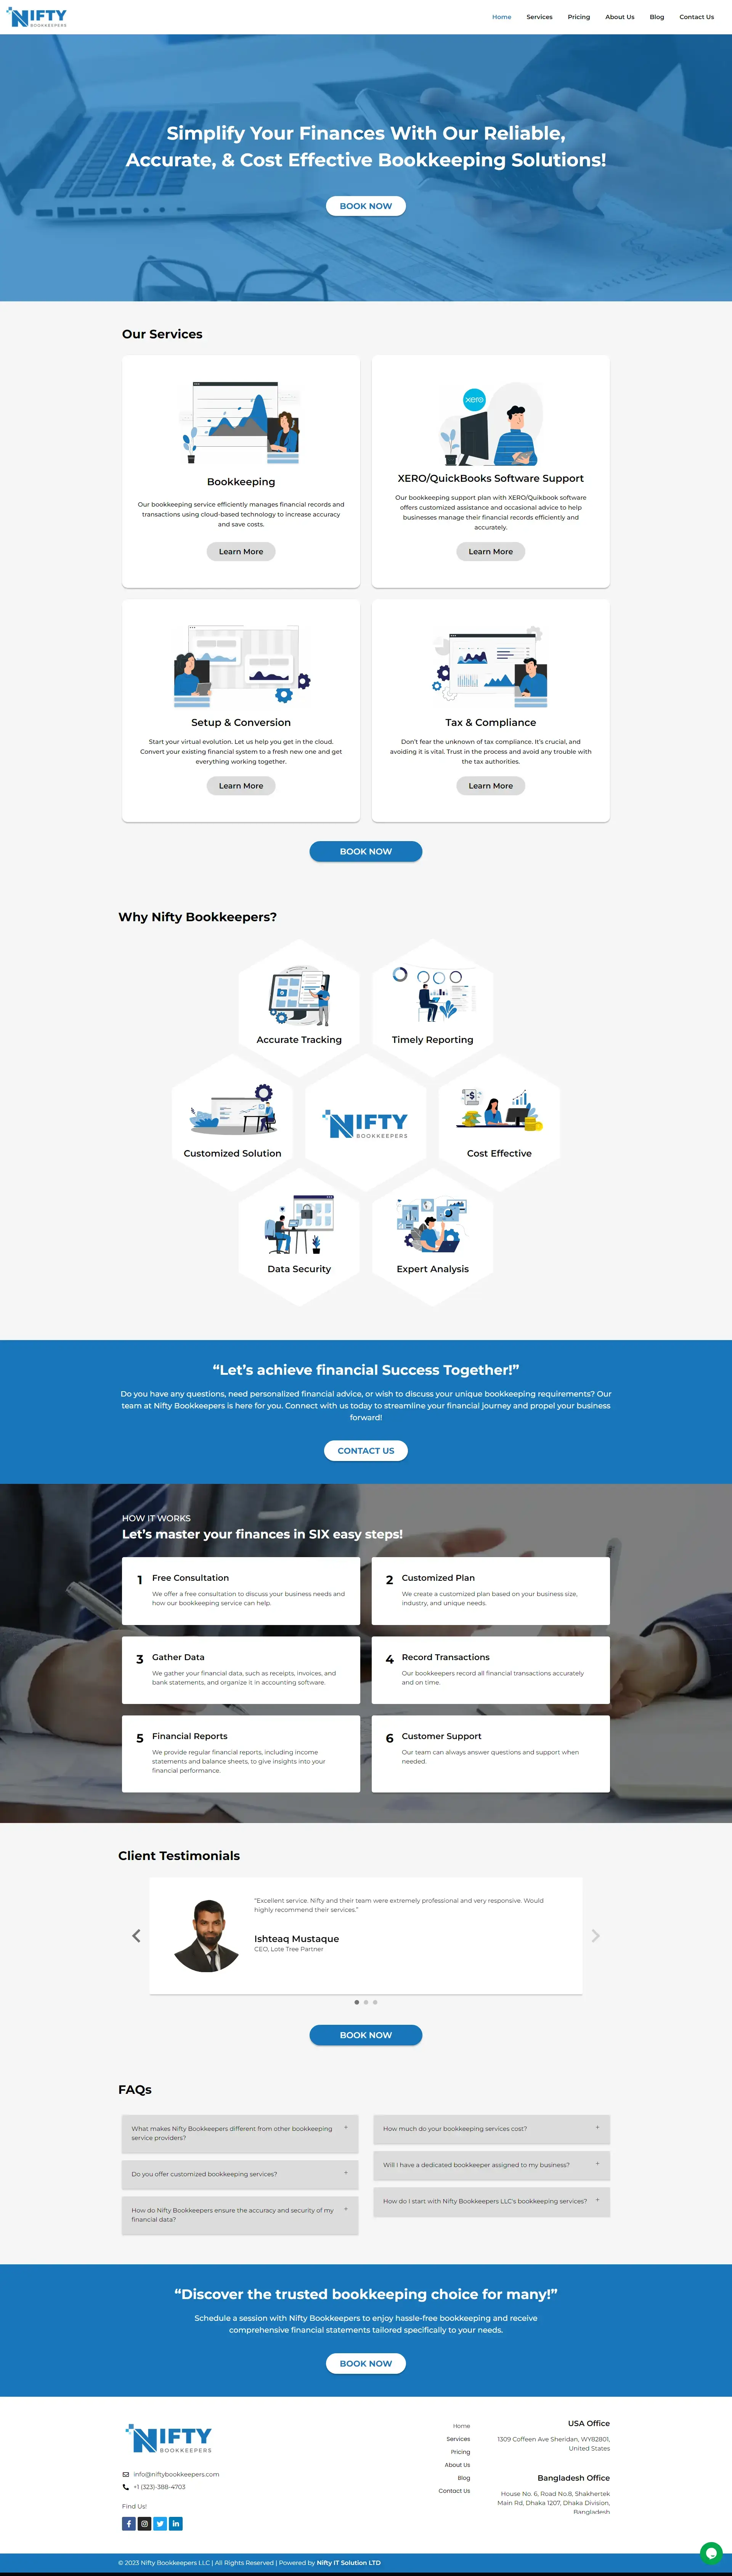 NIFTY
BOOKKEEPERS
Home
Services
Pricing
About Us
Blog
Contact Us
Simplify Your Finances With Our Reliable,
Accurate, & Cost Effective Bookkeeping Solutions!
BOOK NOW
Our Services
Bookkeeping
Our bookkeeping service efficiently manages financial records and
transactions using cloud-based technology to increase accuracy
and save costs.
Learn More
xero
XERO/QuickBooks Software Support
Our bookkeeping support plan with XERO/Quikbook software
offers customized assistance and occasional advice to help
businesses manage their financial records efficiently and
accurately.
Learn More
Setup & Conversion
Start your virtual evolution. Let us help you get in the cloud.
Convert your existing financial system to a fresh new one and get
everything working together.
Learn More
Tax & Compliance
Don't fear the unknown of tax compliance. It's crucial, and
avoiding it is vital. Trust in the process and avoid any trouble with
the tax authorities.
Learn More
BOOK NOW
Why Nifty Bookkeepers?
Accurate Tracking
Timely Reporting
Customized Solution
NIFTY
BOOKKEEPERS
-$
Cost Effective
Data Security
Expert Analysis
“Let’s achieve financial Success Together!”
Do you have any questions, need personalized financial advice, or wish to discuss your unique bookkeeping requirements? Our
team at Nifty Bookkeepers is here for you. Connect with us today to streamline your financial journey and propel your business
forward!
CONTACT US
HOW IT WORKS
Let’s master your finances in SIX easy steps!
1
Free Consultation
We offer a free consultation to discuss your business needs and
how our bookkeeping service can help.
2
Customized Plan
We create a customized plan based on your business size,
industry, and unique needs.
3
Gather Data
We gather your financial data, such as receipts, invoices, and
bank statements, and organize it in accounting software.
4
Record Transactions
Our bookkeepers record all financial transactions accurately
and on time.
5
Financial Reports
We provide regular financial reports, including income
statements and balance sheets, to give insights into your
financial performance.
6
Customer Support
Our team can always answer questions and support when
needed.
Client Testimonials
“Excellent service. Nifty and their team were extremely professional and very responsive. Would
highly recommend their services.”
Ishteaq Mustaque
CEO, Lote Tree Partner
BOOK NOW
FAQs
What makes Nifty Bookkeepers different from other bookkeeping
service providers?
+
Do you offer customized bookkeeping services?
+
How do Nifty Bookkeepers ensure the accuracy and security of my
financial data?
+
How much do your bookkeeping services cost?
+
Will I have a dedicated bookkeeper assigned to my business?
+
How do I start with Nifty Bookkeepers LLC's bookkeeping services?
+
“Discover the trusted bookkeeping choice for many!”
Schedule a session with Nifty Bookkeepers to enjoy hassle-free bookkeeping and receive
comprehensive financial statements tailored specifically to your needs.
BOOK NOW
NIFTY
BOOKKEEPERS
info@niftybookkeepers.com
+1 (323)-388-4703
Find Us!
Home
Services
Pricing
About Us
Blog
Contact Us
USA Office
1309 Coffeen Ave Sheridan, WY82801,
United States
Bangladesh Office
House No. 6, Road No.8, Shakhertek
Main Rd, Dhaka 1207, Dhaka Division,
Bangladesh
© 2023 Nifty Bookkeepers LLC | All Rights Reserved | Powered by Nifty IT Solution LTD